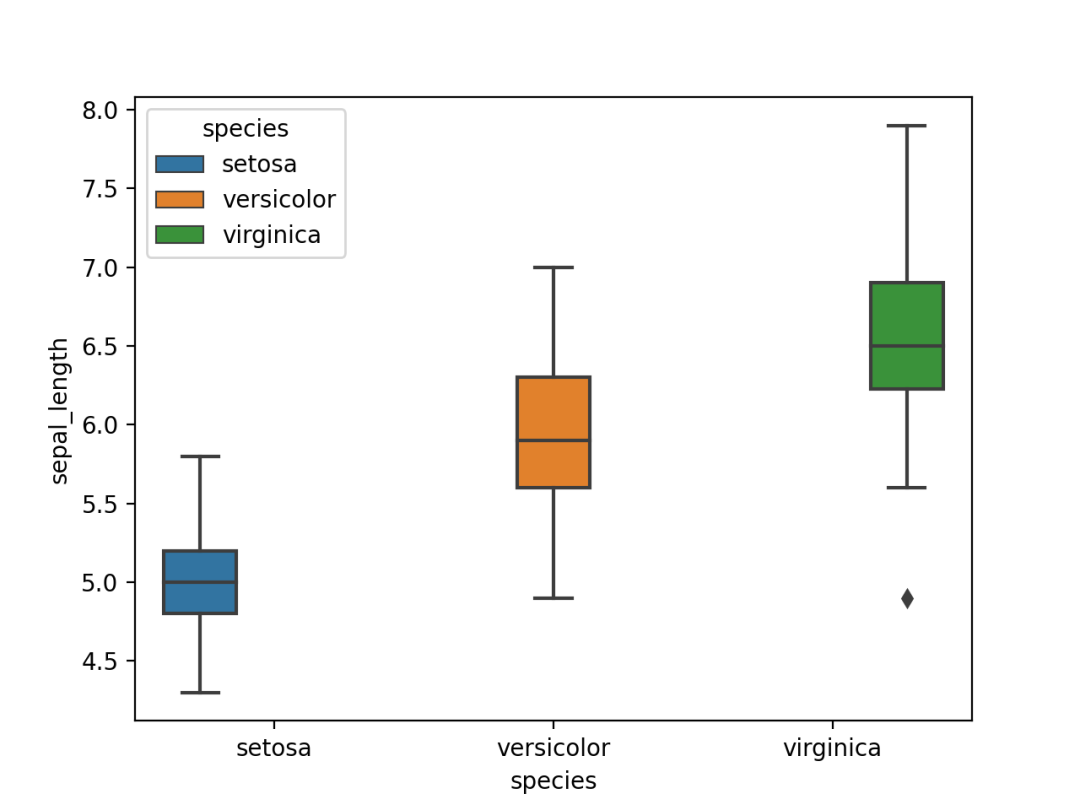 8.0
7.5
7.0
6.5
6.0
5.5
5.0
4.5
sepal_length
species
setosa
versicolor
virginica
setosa versicolor virginica
species